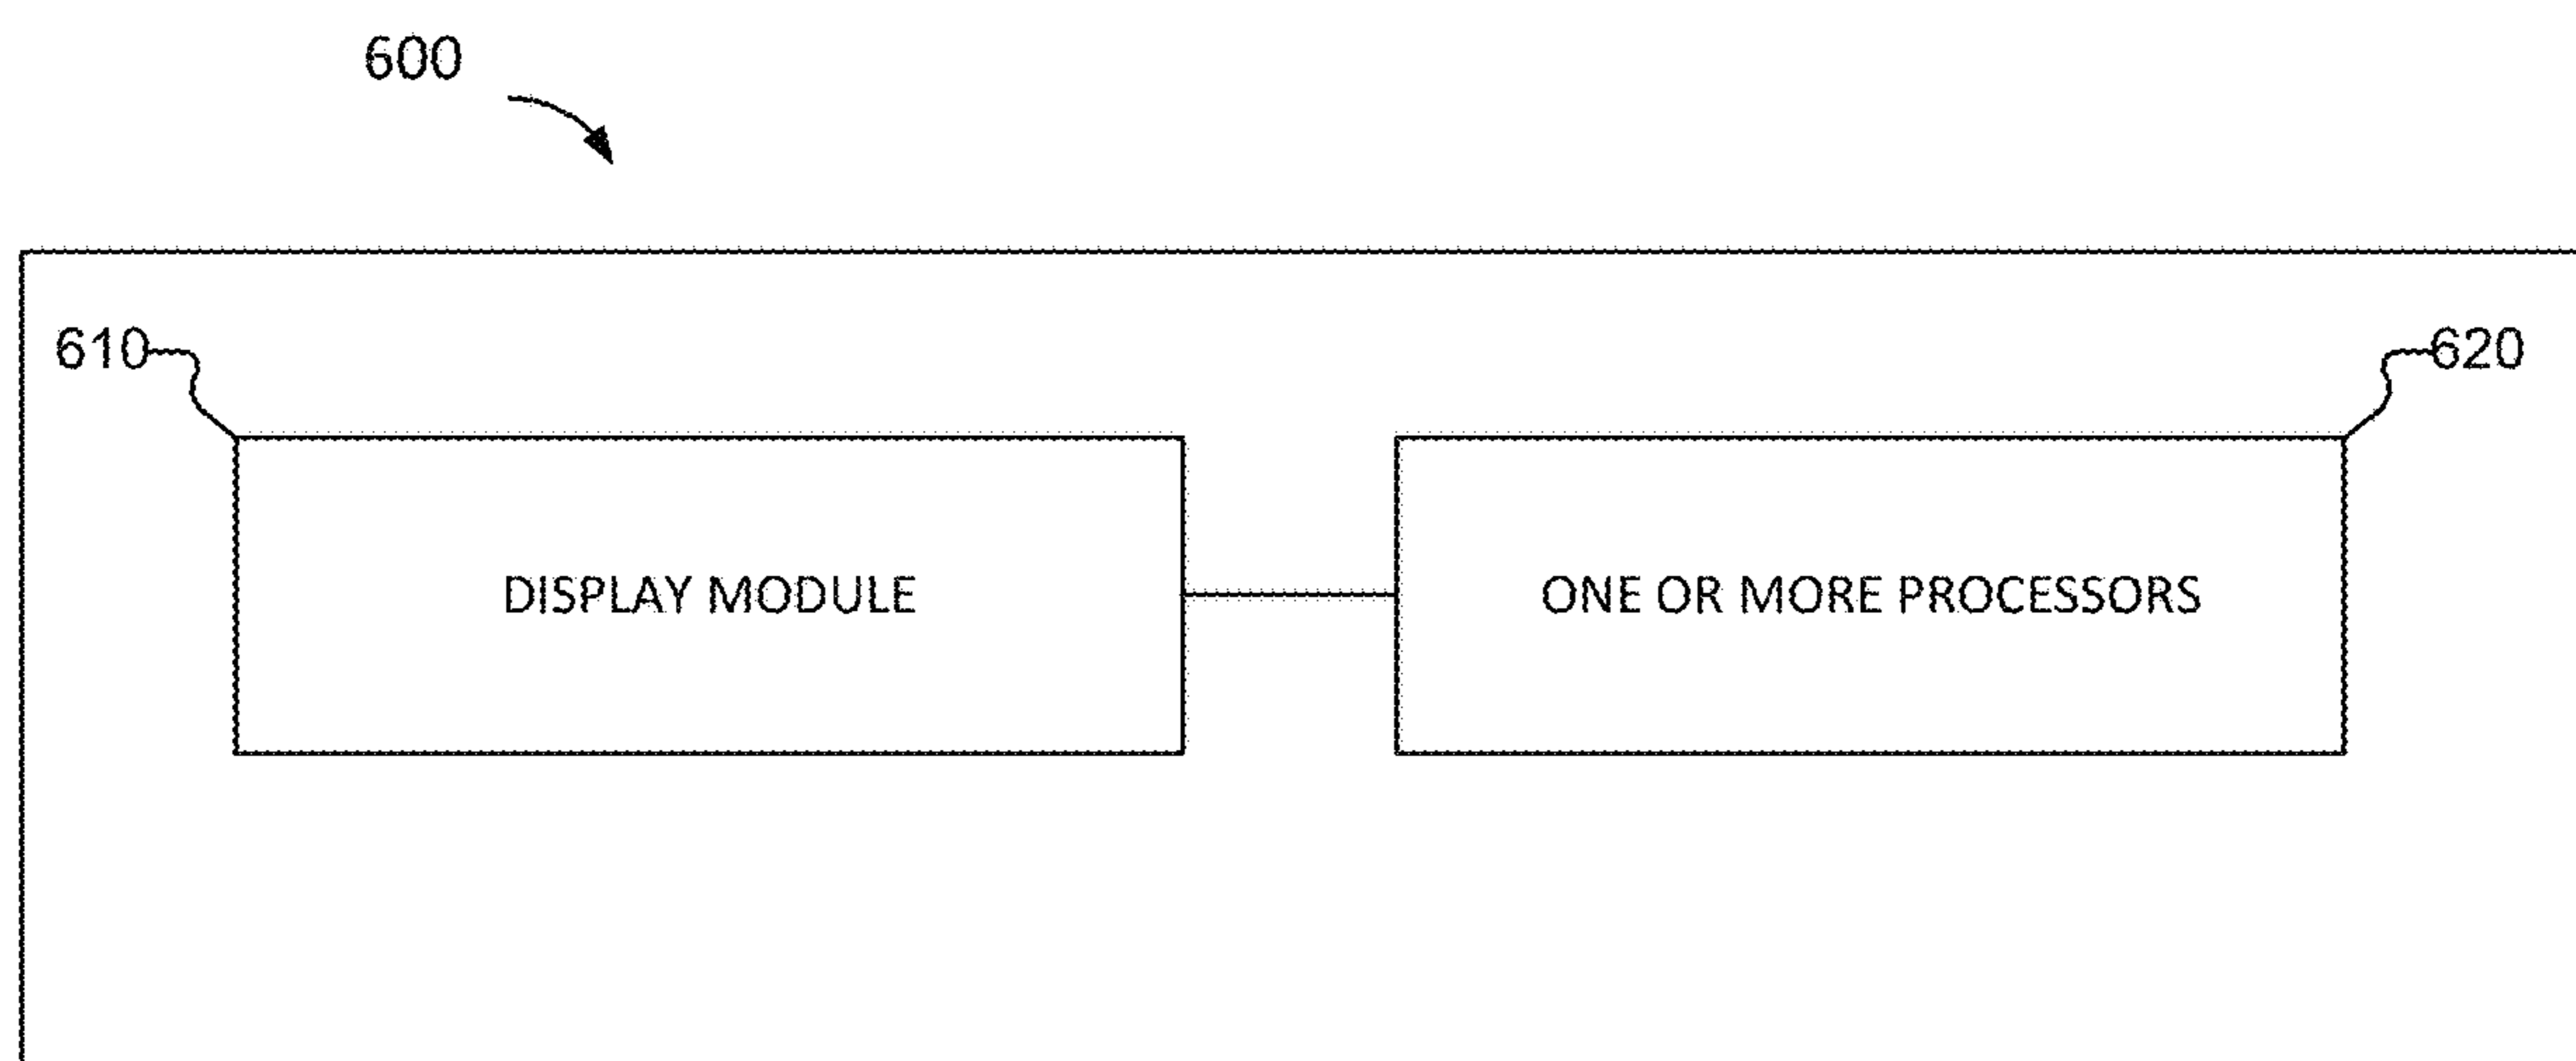 600
610
620
DISPLAY MODULE
ONE OR MORE PROCESSORS